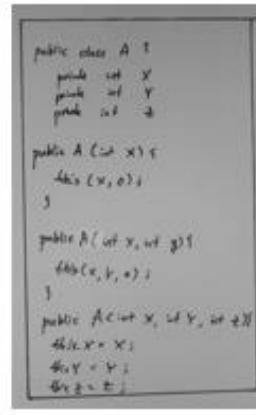 public class A {
private int X
private int Y
private int Z
public A (int x) {
this (x, 0);
}
public A( int x, int y) {
this(x, y, 0);
}
public A(int X, int Y, int Z){
this.X = X;
this.Y = Y;
this.Z = Z;